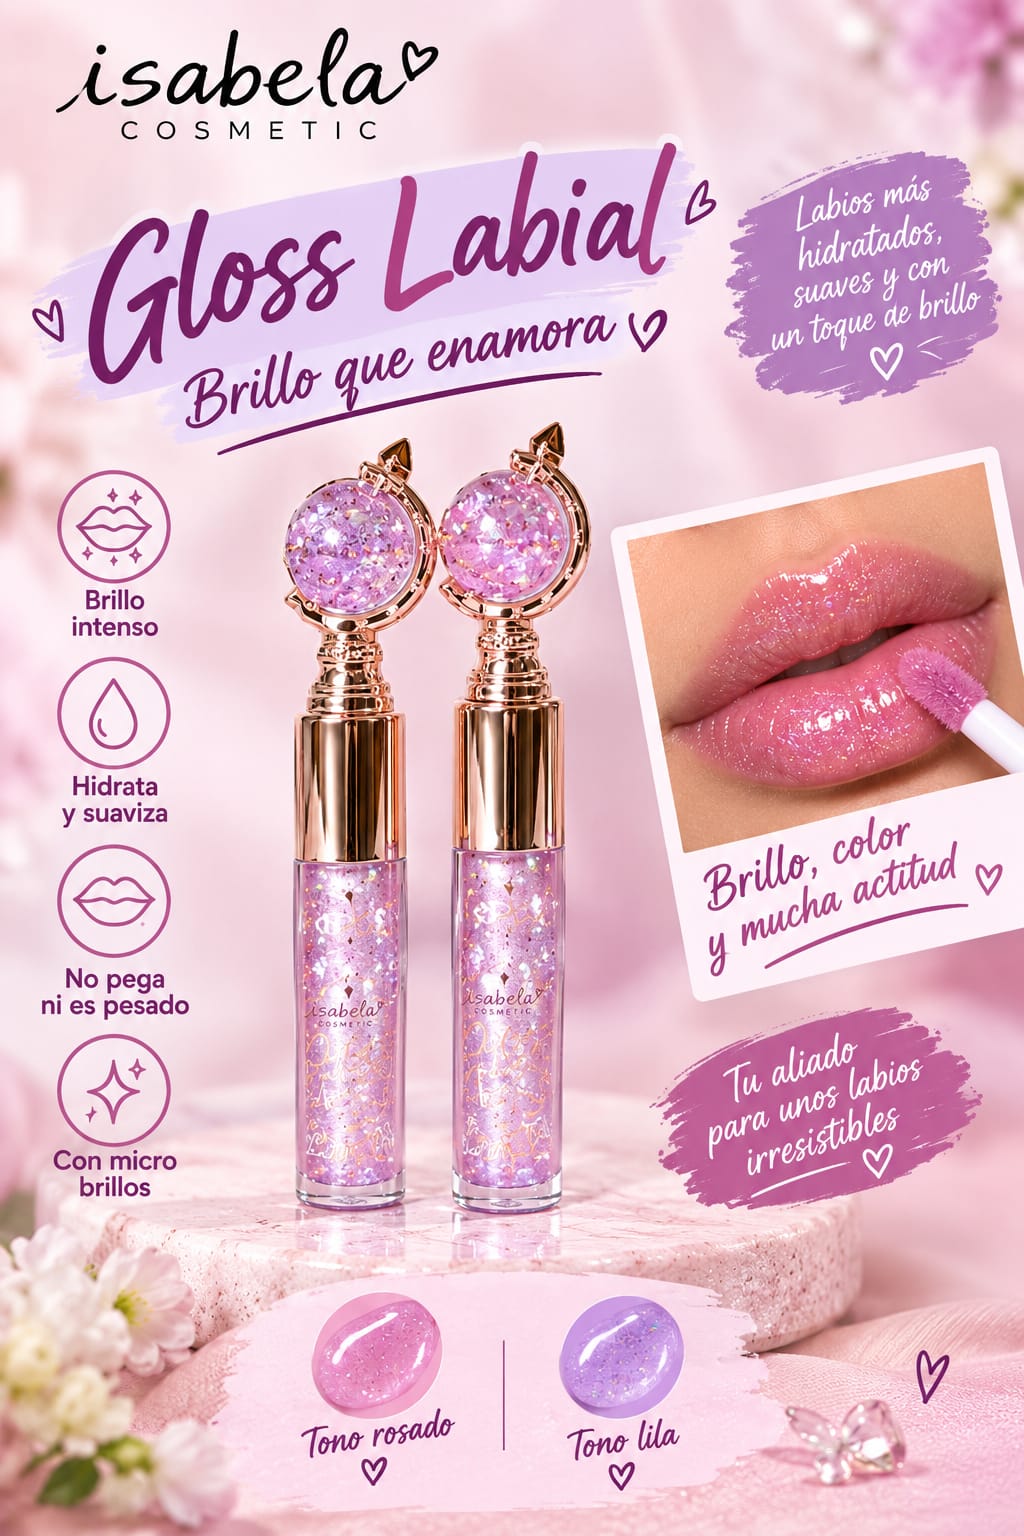 isabela
COSMETIC
Gloss Labial
Brillo que enamora
Labios más
hidratados,
suaves y con
un toque de brillo
Brillo
intenso
Hidrata
y suaviza
No pega
ni es pesado
Con micro
brillos
isabela
COSMETIC
isabela
COSMETIC
Brillo, color
y mucha actitud
Tu aliado
para unos labios
irresistibles
Tono rosado
Tono lila